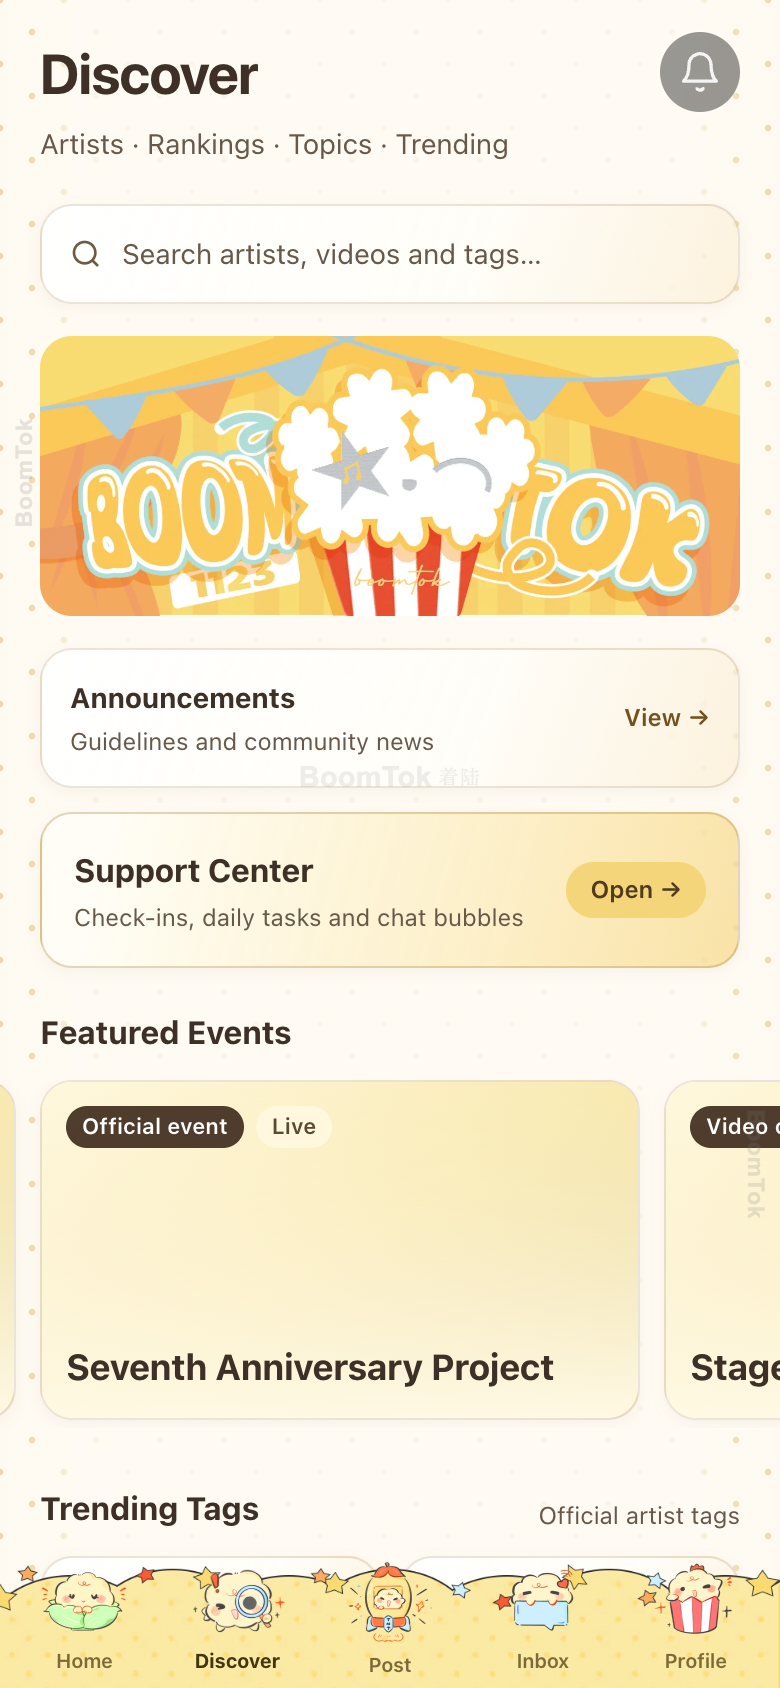 Discover
Artists · Rankings · Topics · Trending
Search artists, videos and tags...
BoomTok
BOOM TOK
1123
boomtok
Announcements
Guidelines and community news
View →
BoomTok 着陆
Support Center
Check-ins, daily tasks and chat bubbles
Open →
Featured Events
Official event
Live
Video
BoomTok
Seventh Anniversary Project
Stage
Trending Tags
Official artist tags
Home
Discover
Post
Inbox
Profile